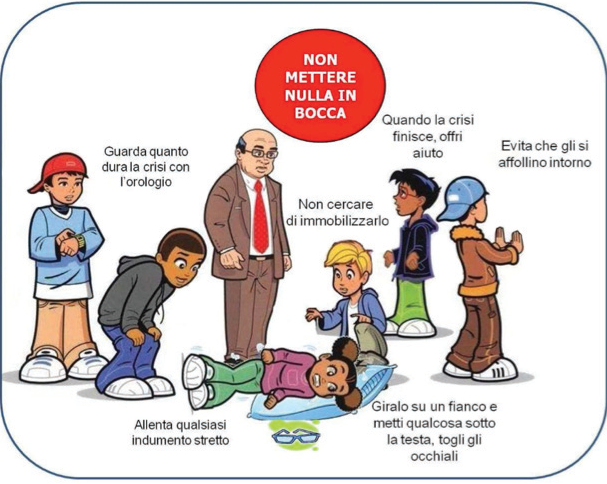 NON
METTERE
NULLA IN
BOCCA
Guarda quanto
dura la crisi con
l'orologio
Non cercare
di immobilizzarlo
Quando la crisi
finisce, offri
aiuto
Evita che gli si
affollino intorno
Allenta qualsiasi
indumento stretto
Giralo su un fianco e
metti qualcosa sotto
la testa, togli gli
occhiali